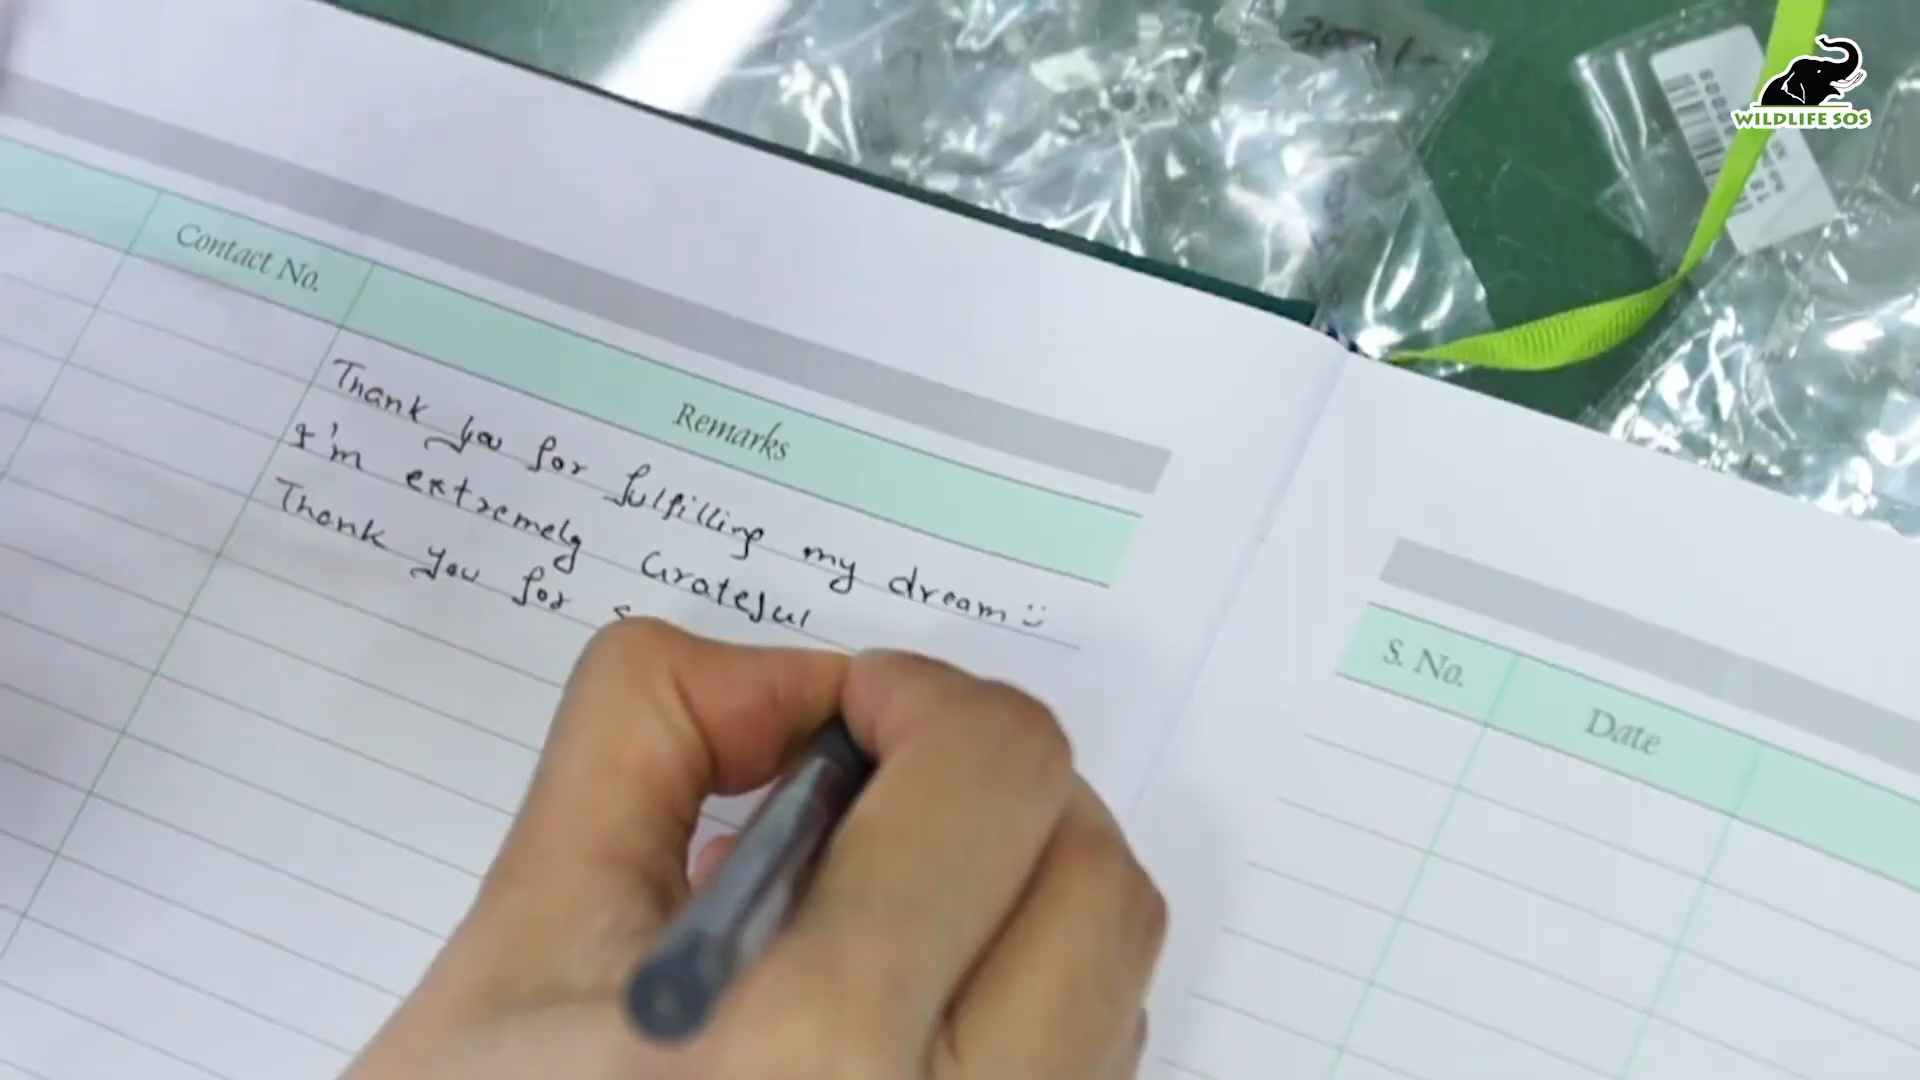 WILDLIFE SOS
Contact No.
Remarks
Thank you for fulfilling my dream :)
I'm extremely Grateful
Thank you for s
S. No.
Date